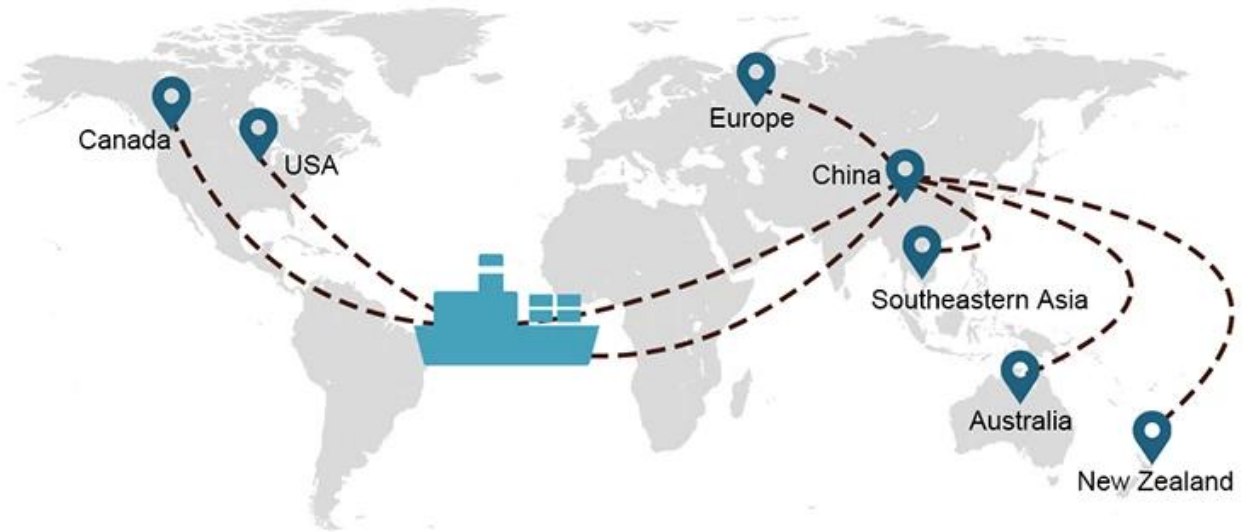 Canada
USA
Europe
China
Southeastern Asia
Australia
New Zealand